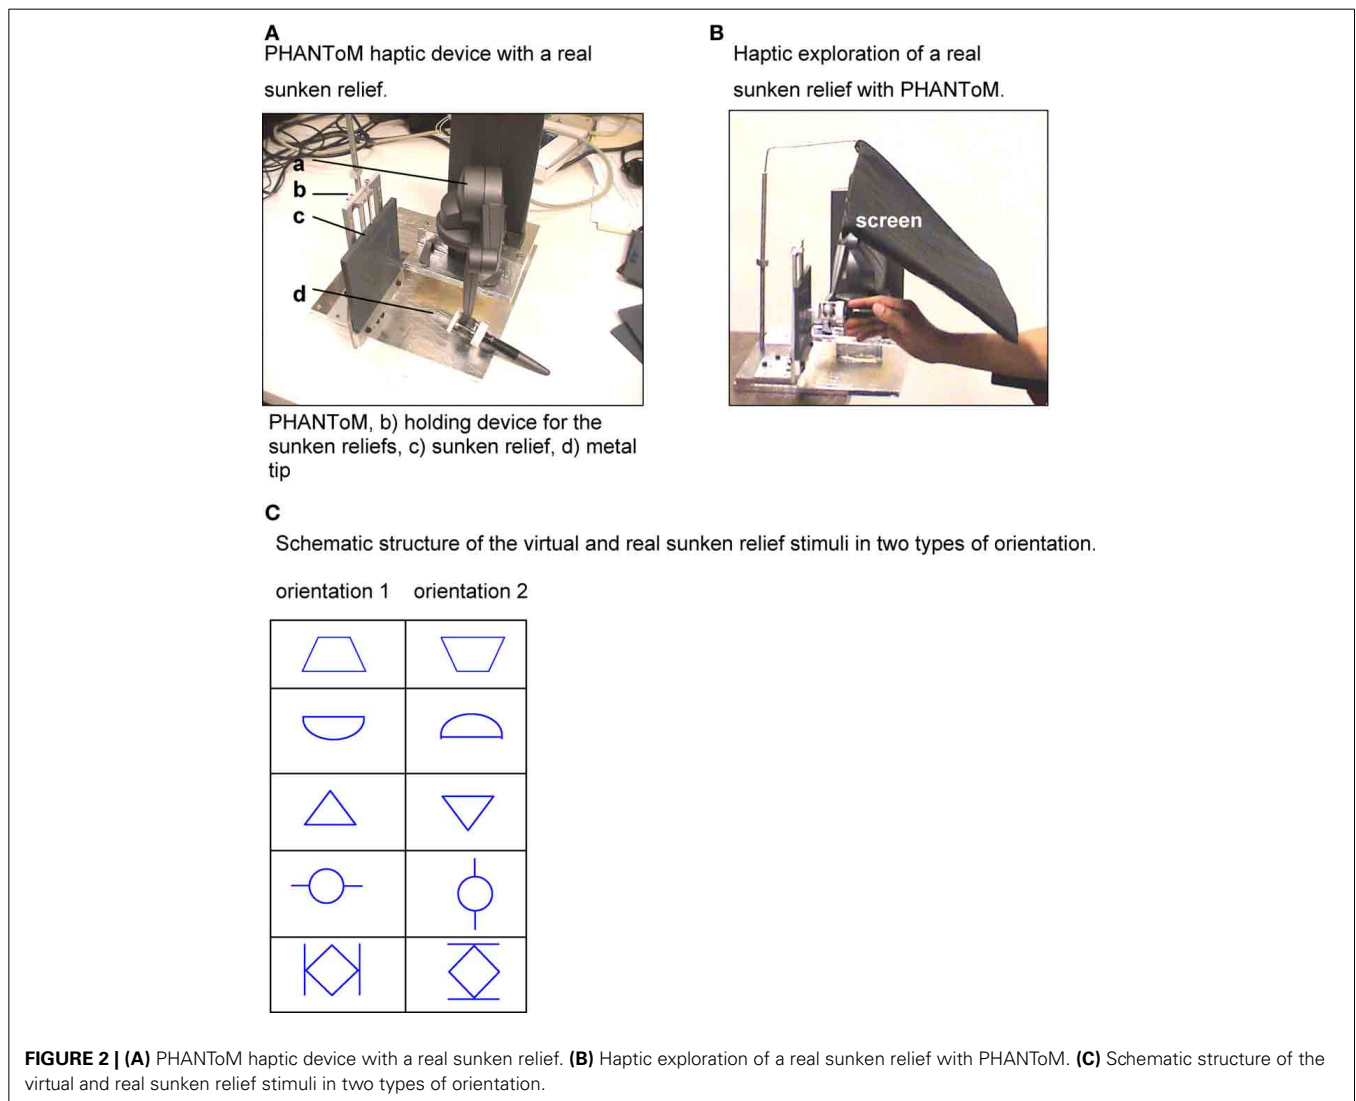 A
PHANToM haptic device with a real
sunken relief.
a
b
c
d
PHANToM, b) holding device for the
sunken reliefs, c) sunken relief, d) metal
tip
B
Haptic exploration of a real
sunken relief with PHANToM.
screen
C
Schematic structure of the virtual and real sunken relief stimuli in two types of orientation.
orientation 1 orientation 2
FIGURE 2 | (A) PHANToM haptic device with a real sunken relief. (B) Haptic exploration of a real sunken relief with PHANToM. (C) Schematic structure of the
virtual and real sunken relief stimuli in two types of orientation.